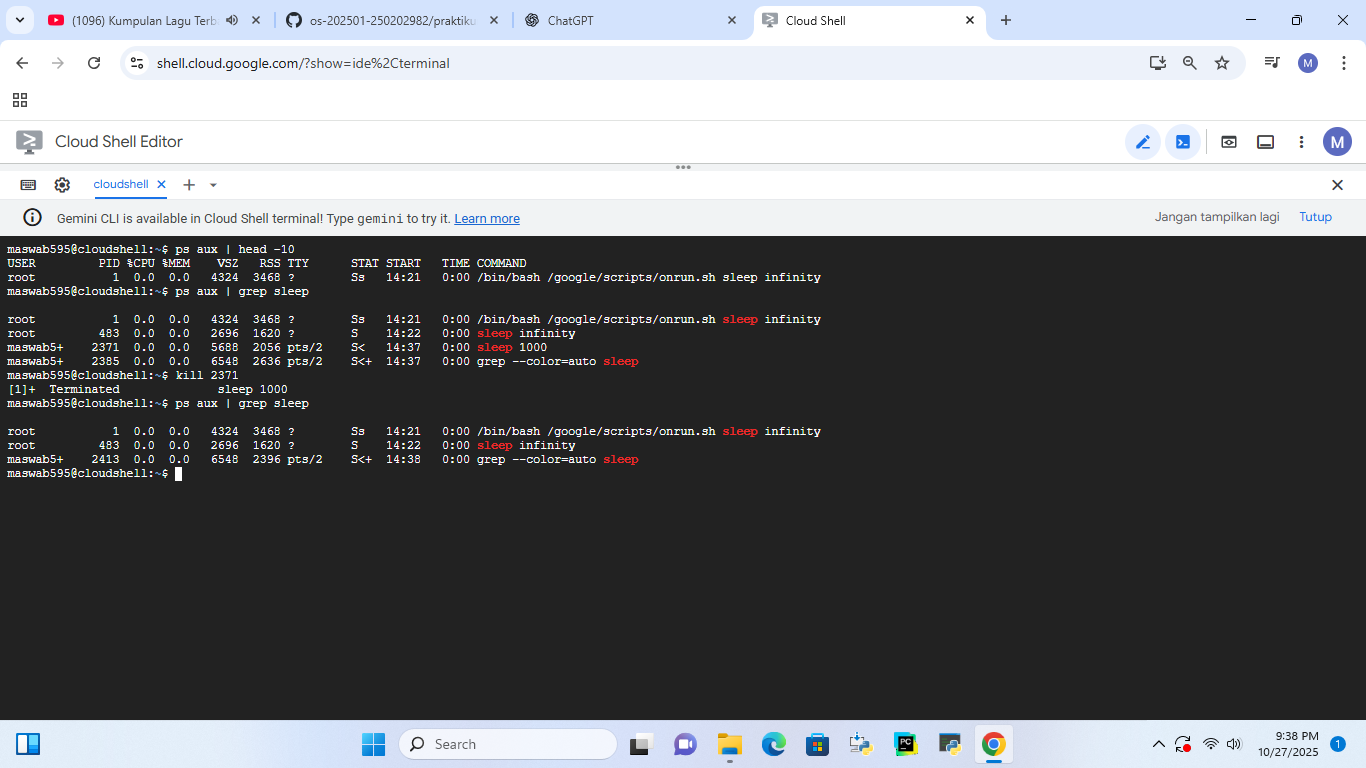 (1096) Kumpulan Lagu Terb
os-202501-250202982/praktiku
ChatGPT
Cloud Shell
shell.cloud.google.com/?show=ide%2Cterminal
M
Cloud Shell Editor
M
cloudshell
Gemini CLI is available in Cloud Shell terminal! Type gemini to try it. Learn more
Jangan tampilkan lagi
Tutup
maswab595@cloudshell:~$ ps aux | head -10
USER         PID %CPU %MEM    VSZ   RSS TTY      STAT START   TIME COMMAND
root           1  0.0  0.0   4324  3468 ?        Ss   14:21   0:00 /bin/bash /google/scripts/onrun.sh sleep infinity
maswab595@cloudshell:~$ ps aux | grep sleep
root           1  0.0  0.0   4324  3468 ?        Ss   14:21   0:00 /bin/bash /google/scripts/onrun.sh sleep infinity
root         483  0.0  0.0   2696  1620 ?        S    14:22   0:00 sleep infinity
maswab5+    2371  0.0  0.0   5688  2056 pts/2    S<   14:37   0:00 sleep 1000
maswab5+    2385  0.0  0.0   6548  2636 pts/2    S<+  14:37   0:00 grep --color=auto sleep
maswab595@cloudshell:~$ kill 2371
[1]+  Terminated              sleep 1000
maswab595@cloudshell:~$ ps aux | grep sleep
root           1  0.0  0.0   4324  3468 ?        Ss   14:21   0:00 /bin/bash /google/scripts/onrun.sh sleep infinity
root         483  0.0  0.0   2696  1620 ?        S    14:22   0:00 sleep infinity
maswab5+    2413  0.0  0.0   6548  2396 pts/2    S<+  14:38   0:00 grep --color=auto sleep
maswab595@cloudshell:~$
Search
PC
9:38 PM
10/27/2025
1